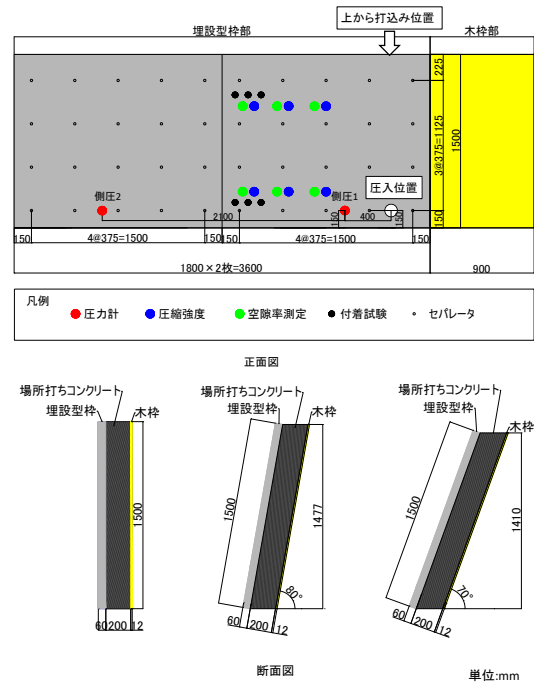 上から打込み位置
埋設型枠部
木枠部
225
3@375=1125
1500
側圧2
側圧1
圧入位置
2100
150
400
150
150
150
4@375=1500
150
150
4@375=1500
150
1800×2枚=3600
900
凡例
圧力計
圧縮強度
空隙率測定
付着試験
セパレータ
正面図
場所打ちコンクリート
埋設型枠
木枠
1500
60
200
12
場所打ちコンクリート
埋設型枠
木枠
1500
1477
80°
60
200
12
場所打ちコンクリート
埋設型枠
木枠
1500
1410
70°
60
200
12
断面図
単位:mm